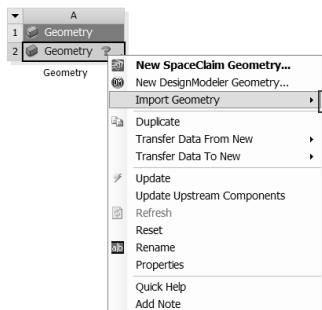 A
1 Geometry
2 Geometry ?
Geometry
New SpaceClaim Geometry...
New DesignModeler Geometry...
Import Geometry
Duplicate
Transfer Data From New
Transfer Data To New
Update
Update Upstream Components
Refresh
Reset
Rename
Properties
Quick Help
Add Note